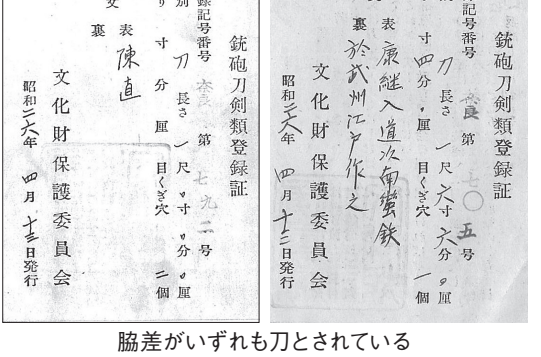 銃砲刀剣類登録証
録記号番号 奈良 第 七〇五 号
別 刀 長さ 一尺六寸六分 〃 厘
寸 四分 〃 厘 目くぎ穴 一個
表 康継入道以南蛮鉄
裏 於武州江戸作之
文化財保護委員会
昭和二六年 四月十三日発行
銃砲刀剣類登録証
録記号番号 奈良 第 七九二 号
別 刀 長さ 一尺 〃 寸 〃 分 〃 厘
り 寸 分 厘 目くぎ穴 二個
文 表 陳直
裏
文化財保護委員会
昭和二六年 四月十三日発行
脇差がいずれも刀とされている